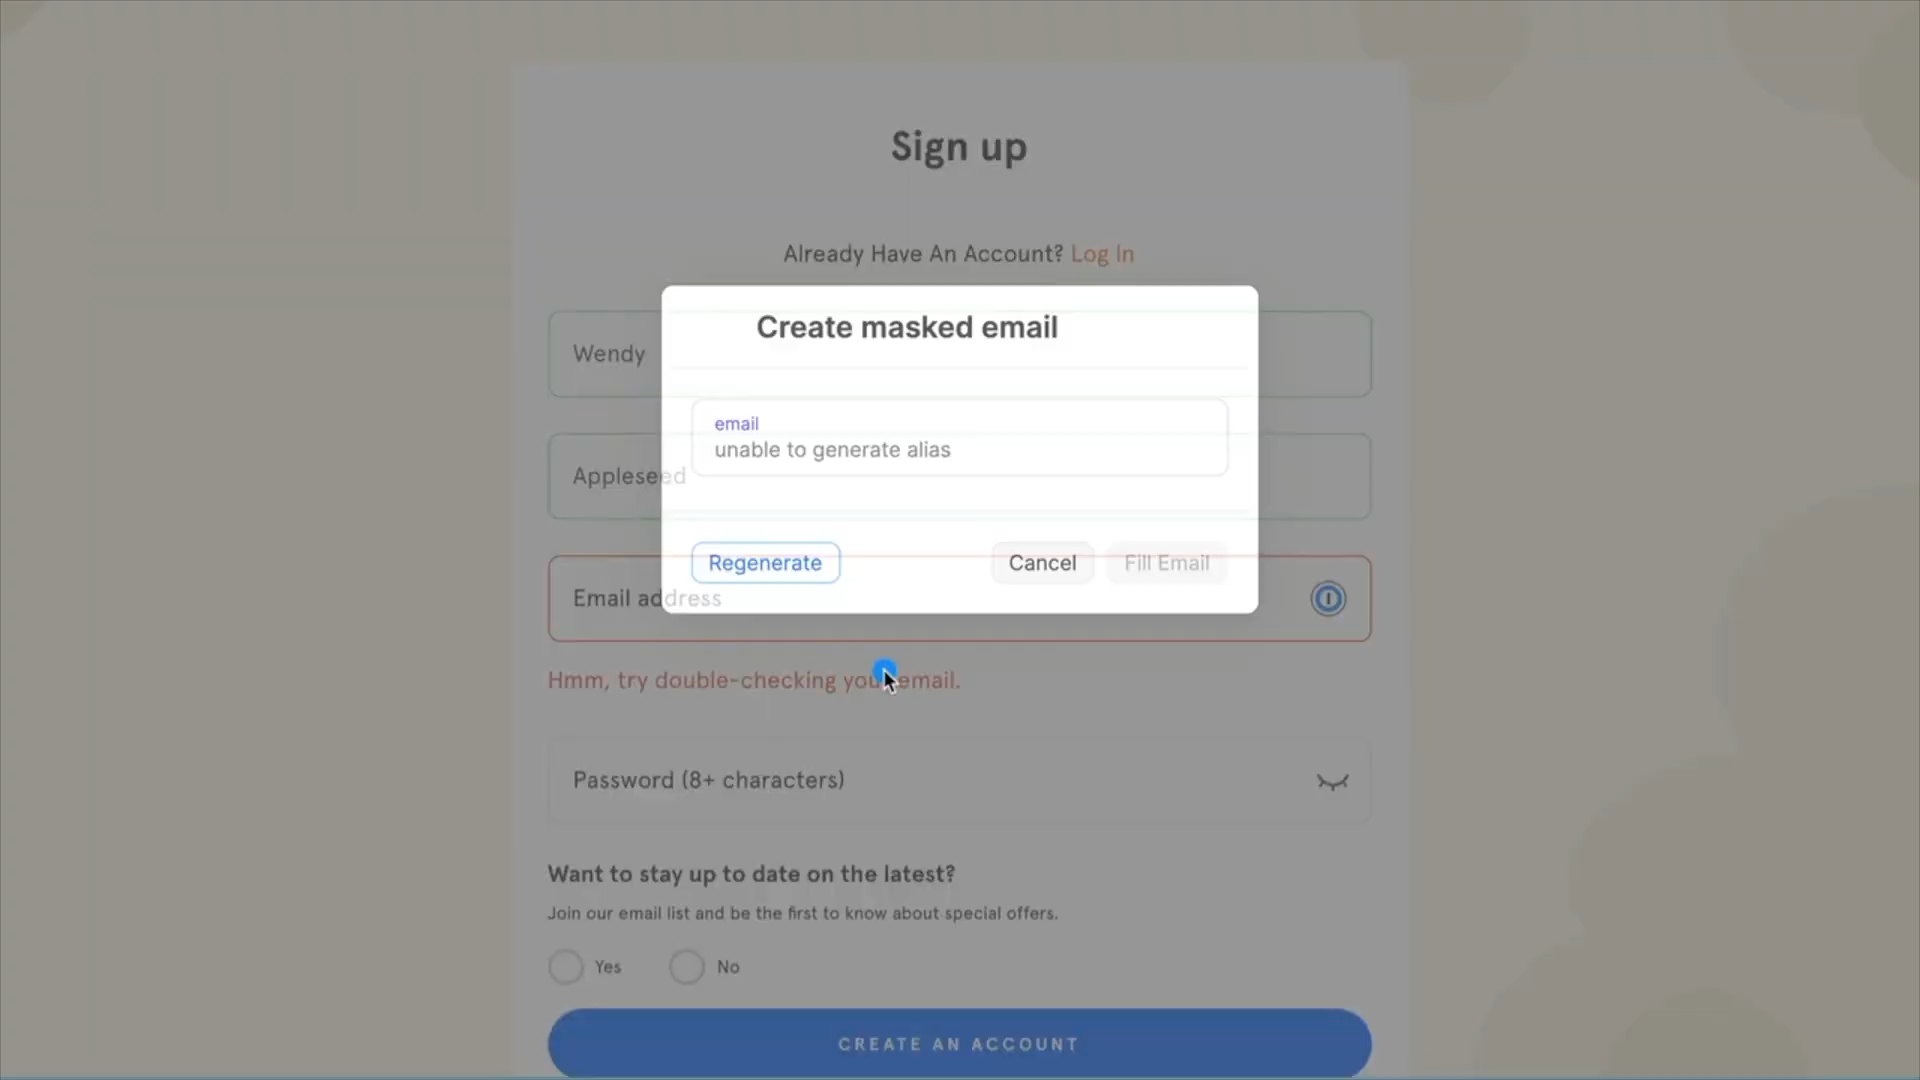 Sign up
Already Have An Account? Log In
Create masked email
Wendy
email
unable to generate alias
Appleseed
Regenerate
Cancel
Fill Email
Email address
Hmm, try double-checking your email.
Password (8+ characters)
Want to stay up to date on the latest?
Join our email list and be the first to know about special offers.
Yes
No
CREATE AN ACCOUNT